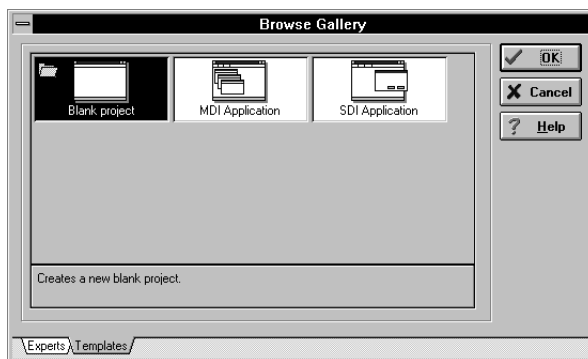 Browse Gallery
Blank project
MDI Application
SDI Application
OK
Cancel
Help
Creates a new blank project.
Experts
Templates